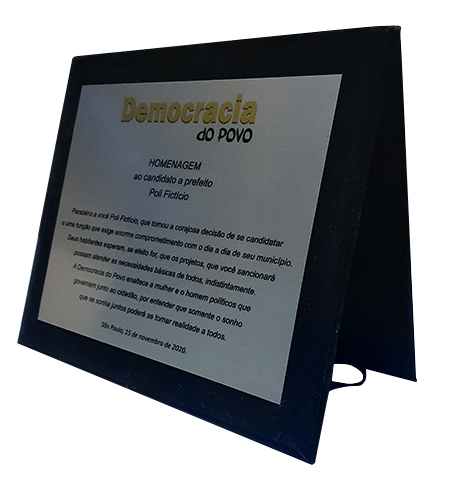 Democracia
do POVO
HOMENAGEM
ao candidato a prefeito
Poli Fictício
Parabéns a você Poli Fictício, que tomou a corajosa decisão de se candidatar
a uma função que exige enorme comprometimento com o dia a dia de seu município.
Seus habitantes esperam, se eleito for, que os projetos, que você sancionará
possam atender as necessidades básicas de todos, indistintamente.
A Democracia do Povo enaltece a mulher e o homem políticos que
governam junto ao cidadão, por entender que somente o sonho
que se sonha juntos poderá se tornar realidade a todos.
São Paulo, 15 de novembro de 2020.